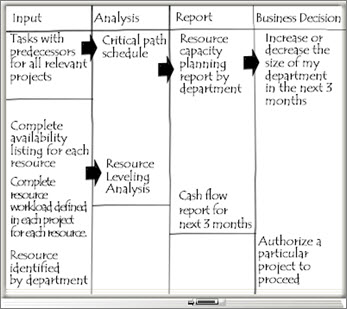 Input
Tasks with
predecessors
for all relevant
projects
Complete
availability
listing for each
resource
Complete
resource
workload defined
in each project
for each resource.
Resource
identified
by department
Analysis
Critical path
schedule
Resource
Leveling
Analysis
Report
Resource
capacity
planning
report by
department
Cash flow
report for
next 3 months
Business Decision
Increase or
decrease the
size of my
department
in the next 3
months
Authorize a
particular
project to
proceed